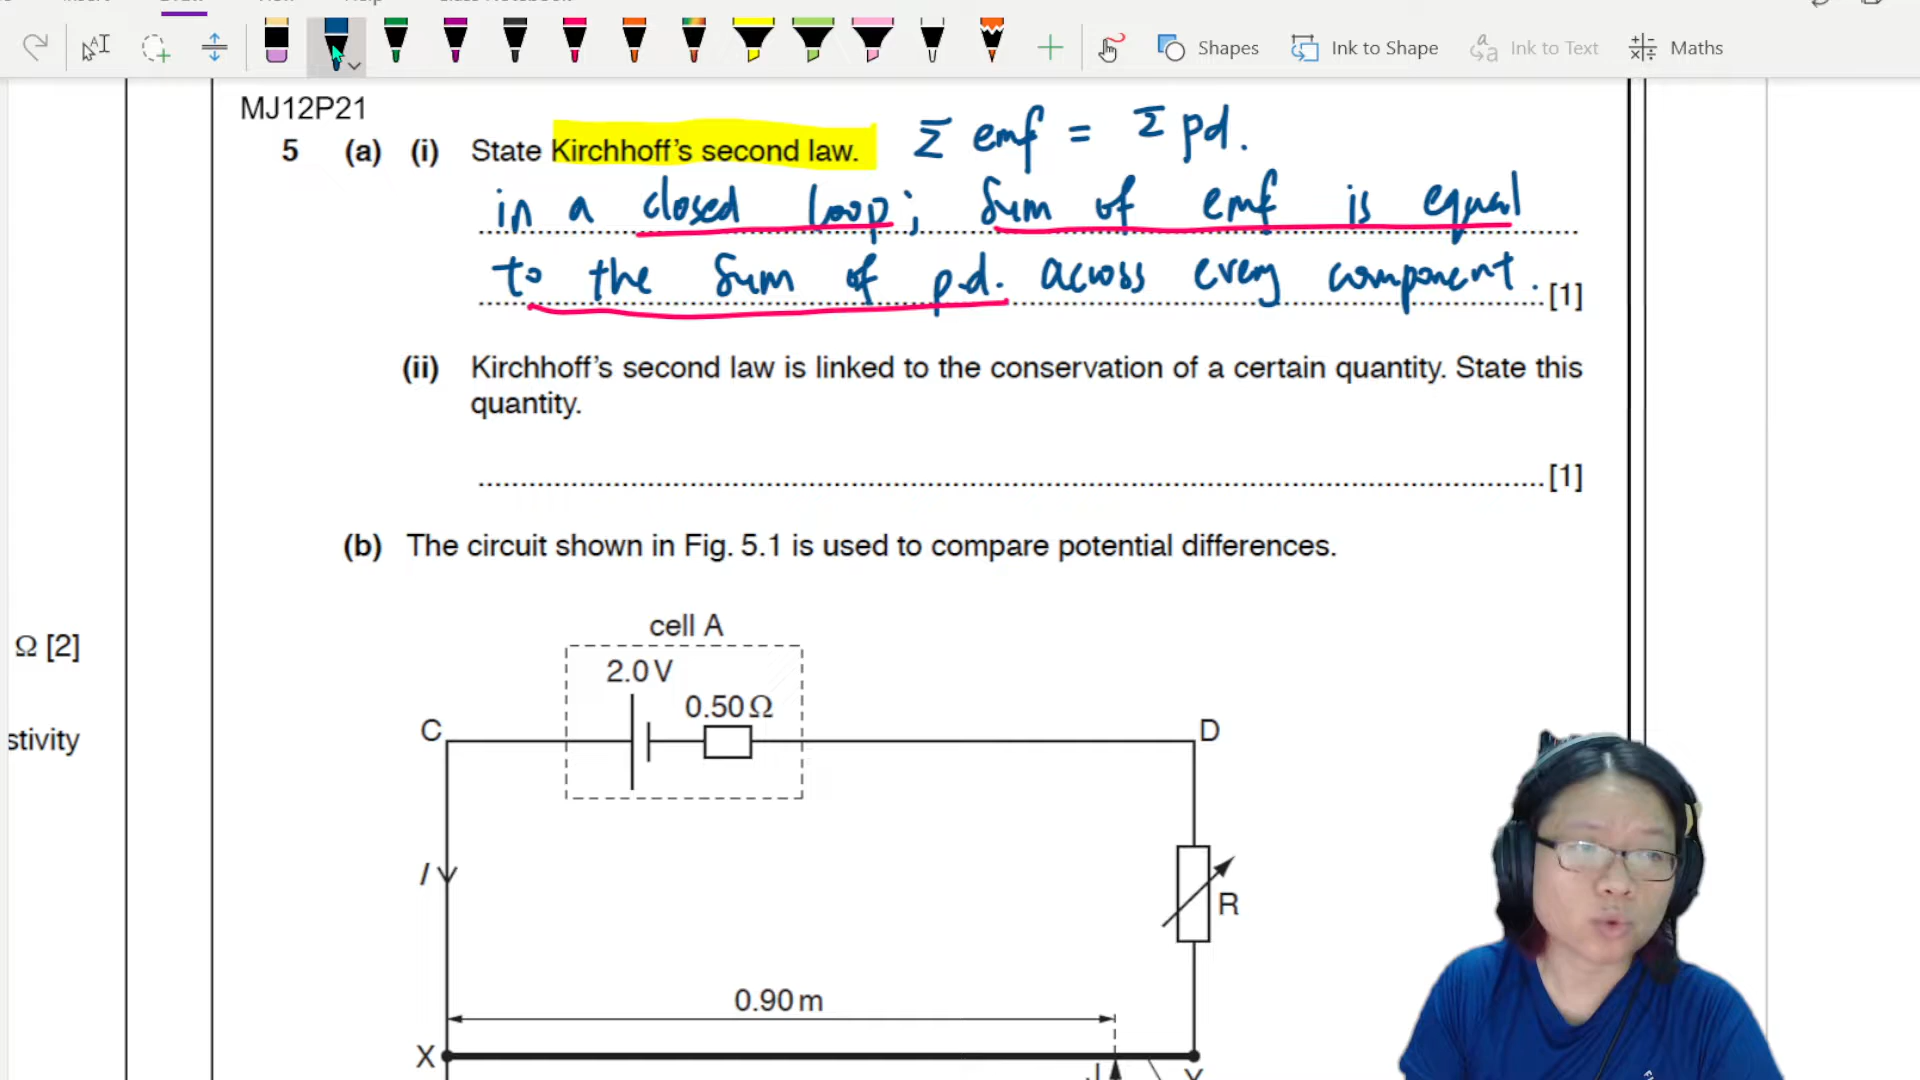 Shapes
Ink to Shape
Ink to Text
Maths
MJ12P21
5 (a) (i) State Kirchhoff's second law. Σ emf = Σ pd.
in a closed loop; sum of emf is equal
to the sum of p.d. across every component. [1]
(ii) Kirchhoff's second law is linked to the conservation of a certain quantity. State this
quantity.
[1]
(b) The circuit shown in Fig. 5.1 is used to compare potential differences.
cell A
Ω [2]
2.0 V
0.50 Ω
C
D
stivity
I
R
0.90 m
X
J
Y